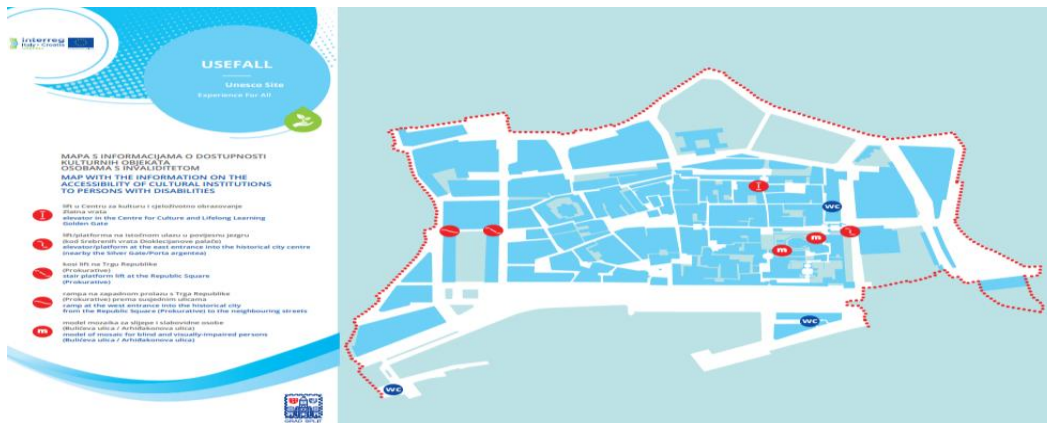 interreg
Italy - Croatia
USEFALL
Unesco Site
Experience For All
MAPA S INFORMACIJAMA O DOSTUPNOSTI
KULTURNIH OBJEKATA
OSOBAMA S INVALIDITETOM
MAP WITH THE INFORMATION ON THE
ACCESSIBILITY OF CULTURAL INSTITUTIONS
TO PERSONS WITH DISABILITIES
lift u Centru za kulturu i cjeloživotno obrazovanje
Zlatna vrata
elevator in the Centre for Culture and Lifelong Learning
Golden Gate
lift/platforma na istočnom ulazu u povijesnu jezgru
(kod Srebrenih vrata Dioklecijanove palače)
elevator/platform at the east entrance into the historical city centre
(nearby the Silver Gate/Porta argentea)
kosi lift na Trgu Republike
(Prokurative)
stair platform lift at the Republic Square
(Prokurative)
rampa na zapadnom prolazu s Trga Republike
(Prokurative) prema susjednim ulicama
ramp at the west entrance into the historical city
from the Republic Square (Prokurative) to the neighbouring streets
m
model mozaika za slijepe i slabovidne osobe
(Bulićeva ulica / Arhiđakonova ulica)
model of mosaic for blind and visually-impaired persons
(Bulićeva ulica / Arhiđakonova ulica)
GRAD SPLIT
WC
m
m
WC
WC